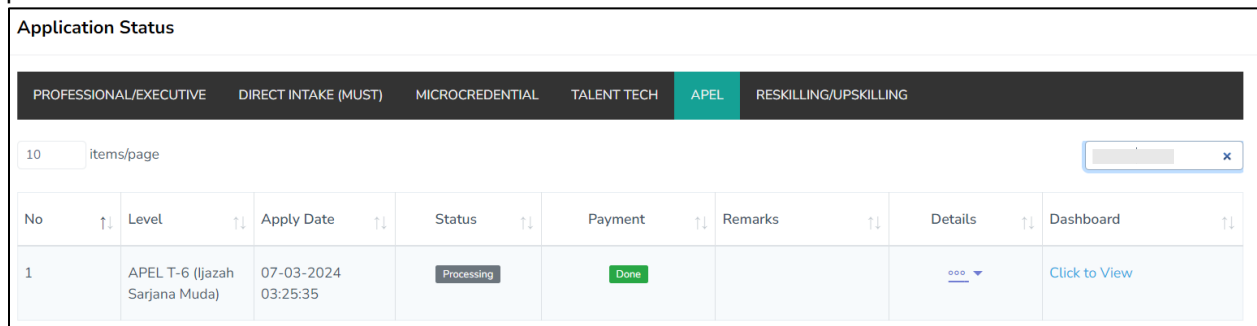 Application Status
PROFESSIONAL/EXECUTIVE DIRECT INTAKE (MUST) MICROCREDENTIAL TALENT TECH APEL RESKILLING/UPSKILLING
10 items/page
No Level Apply Date Status Payment Remarks Details Dashboard
1 APEL T-6 (Ijazah 07-03-2024 Processing Done Click to View
Sarjana Muda) 03:25:35